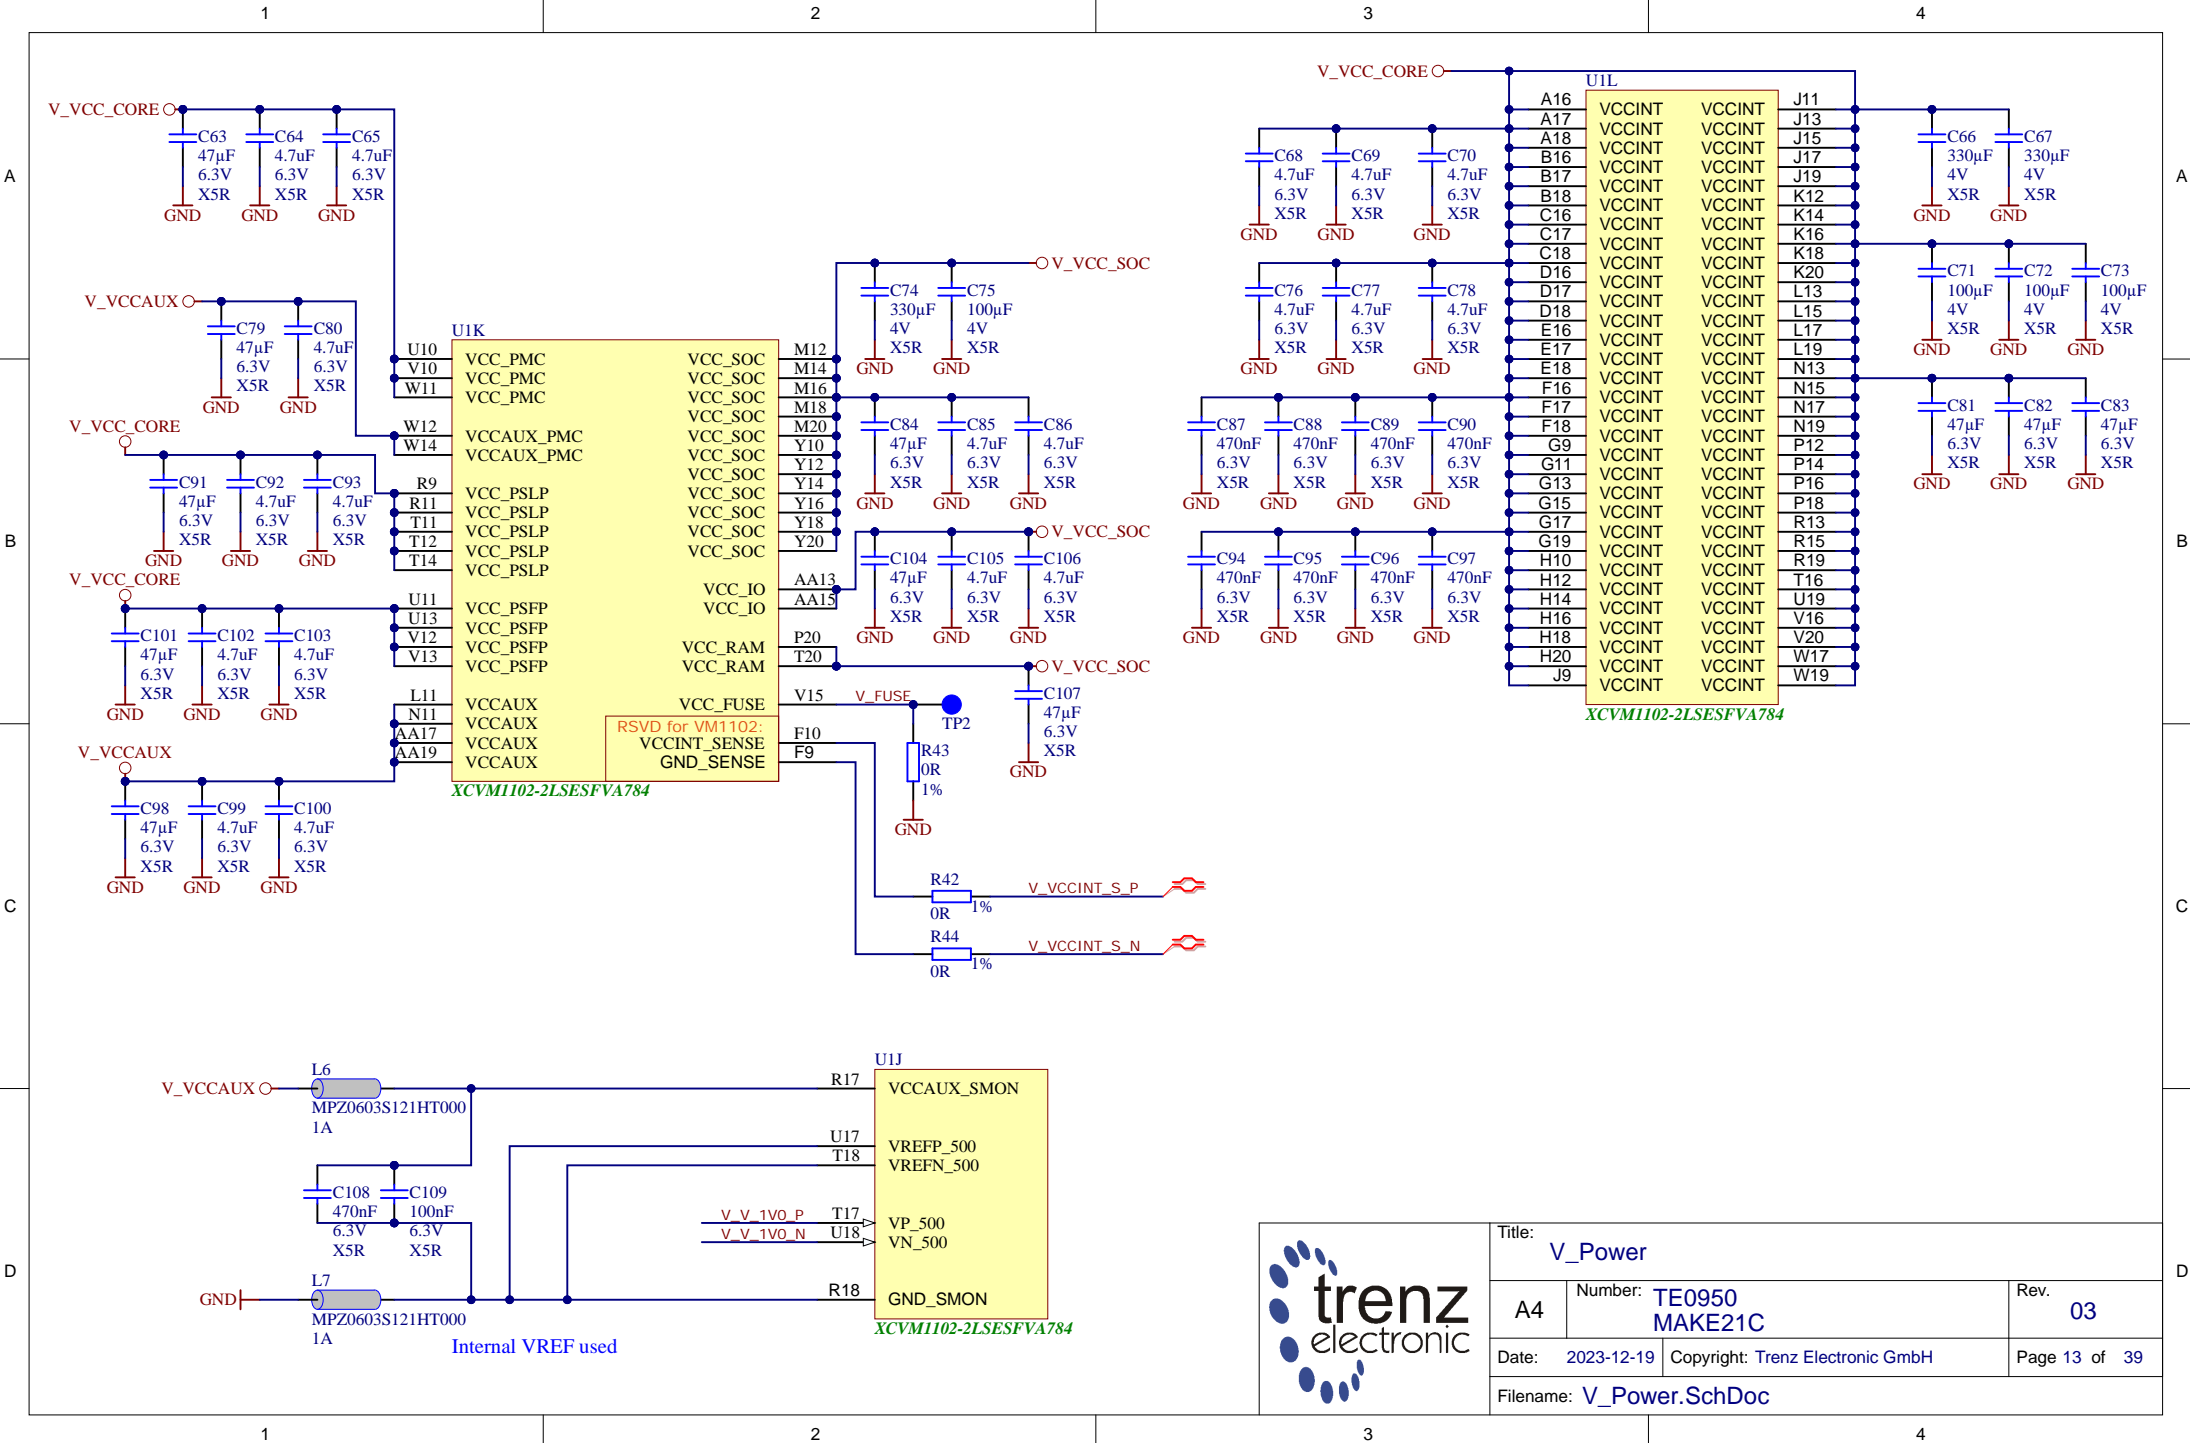 1 2 3 4
A A
B B
C C
D D
1 2 3 4
V_VCC_CORE
C63 47µF 6.3V X5R GND
C64 4.7uF 6.3V X5R GND
C65 4.7uF 6.3V X5R GND
V_VCCAUX
C79 47µF 6.3V X5R GND
C80 4.7uF 6.3V X5R GND
V_VCC_CORE
C91 47µF 6.3V X5R GND
C92 4.7uF 6.3V X5R GND
C93 4.7uF 6.3V X5R GND
V_VCC_CORE
C101 47µF 6.3V X5R GND
C102 4.7uF 6.3V X5R GND
C103 4.7uF 6.3V X5R GND
V_VCCAUX
C98 47µF 6.3V X5R GND
C99 4.7uF 6.3V X5R GND
C100 4.7uF 6.3V X5R GND
U1K
U10 VCC_PMC VCC_SOC M12
V10 VCC_PMC VCC_SOC M14
W11 VCC_PMC VCC_SOC M16
VCC_SOC M18
W12 VCCAUX_PMC VCC_SOC M20
W14 VCCAUX_PMC VCC_SOC Y10
VCC_SOC Y12
R9 VCC_PSLP VCC_SOC Y14
R11 VCC_PSLP VCC_SOC Y16
T11 VCC_PSLP VCC_SOC Y18
T12 VCC_PSLP VCC_SOC Y20
T14 VCC_PSLP
VCC_IO AA13
U11 VCC_PSFP VCC_IO AA15
U13 VCC_PSFP
V12 VCC_PSFP VCC_RAM P20
V13 VCC_PSFP VCC_RAM T20
L11 VCCAUX VCC_FUSE V15
N11 VCCAUX RSVD for VM1102:
AA17 VCCAUX VCCINT_SENSE F10
AA19 VCCAUX GND_SENSE F9
XCVM1102-2LSESFVA784
V_VCC_SOC
C74 330µF 4V X5R GND
C75 100µF 4V X5R GND
C84 47µF 6.3V X5R GND
C85 4.7uF 6.3V X5R GND
C86 4.7uF 6.3V X5R GND
V_VCC_SOC
C104 47µF 6.3V X5R GND
C105 4.7uF 6.3V X5R GND
C106 4.7uF 6.3V X5R GND
V_VCC_SOC
C107 47µF 6.3V X5R GND
V_FUSE TP2
R43 0R 1% GND
R42 0R 1% V_VCCINT_S_P
R44 0R 1% V_VCCINT_S_N
V_VCC_CORE
C68 4.7uF 6.3V X5R GND
C69 4.7uF 6.3V X5R GND
C70 4.7uF 6.3V X5R GND
C76 4.7uF 6.3V X5R GND
C77 4.7uF 6.3V X5R GND
C78 4.7uF 6.3V X5R GND
C87 470nF 6.3V X5R GND
C88 470nF 6.3V X5R GND
C89 470nF 6.3V X5R GND
C90 470nF 6.3V X5R GND
C94 470nF 6.3V X5R GND
C95 470nF 6.3V X5R GND
C96 470nF 6.3V X5R GND
C97 470nF 6.3V X5R GND
U1L
A16 VCCINT VCCINT J11
A17 VCCINT VCCINT J13
A18 VCCINT VCCINT J15
B16 VCCINT VCCINT J17
B17 VCCINT VCCINT J19
B18 VCCINT VCCINT K12
C16 VCCINT VCCINT K14
C17 VCCINT VCCINT K16
C18 VCCINT VCCINT K18
D16 VCCINT VCCINT K20
D17 VCCINT VCCINT L13
D18 VCCINT VCCINT L15
E16 VCCINT VCCINT L17
E17 VCCINT VCCINT L19
E18 VCCINT VCCINT N13
F16 VCCINT VCCINT N15
F17 VCCINT VCCINT N17
F18 VCCINT VCCINT N19
G9 VCCINT VCCINT P12
G11 VCCINT VCCINT P14
G13 VCCINT VCCINT P16
G15 VCCINT VCCINT P18
G17 VCCINT VCCINT R13
G19 VCCINT VCCINT R15
H10 VCCINT VCCINT R19
H12 VCCINT VCCINT T16
H14 VCCINT VCCINT U19
H16 VCCINT VCCINT V16
H18 VCCINT VCCINT V20
H20 VCCINT VCCINT W17
J9 VCCINT VCCINT W19
XCVM1102-2LSESFVA784
C66 330µF 4V X5R GND
C67 330µF 4V X5R GND
C71 100µF 4V X5R GND
C72 100µF 4V X5R GND
C73 100µF 4V X5R GND
C81 47µF 6.3V X5R GND
C82 47µF 6.3V X5R GND
C83 47µF 6.3V X5R GND
V_VCCAUX
L6
MPZ0603S121HT000
1A
C108 470nF 6.3V X5R
C109 100nF 6.3V X5R
GND
L7
MPZ0603S121HT000
1A
Internal VREF used
U1J
R17 VCCAUX_SMON
U17 VREFP_500
T18 VREFN_500
V_V_1V0_P T17 VP_500
V_V_1V0_N U18 VN_500
R18 GND_SMON
XCVM1102-2LSESFVA784
trenz
electronic
Title:
V_Power
A4
Number: TE0950
MAKE21C
Rev.
03
Date: 2023-12-19 Copyright: Trenz Electronic GmbH Page 13 of 39
Filename: V_Power.SchDoc